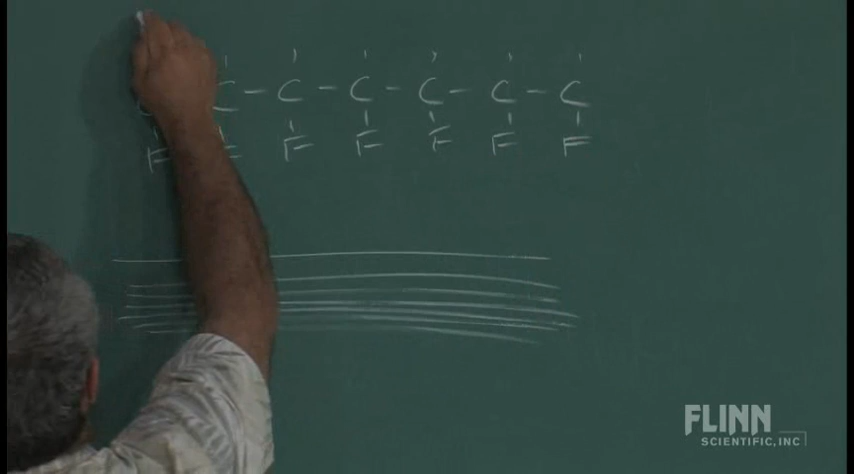 C - C - C - C - C - C
F F F F F F F
FLINN
SCIENTIFIC, INC